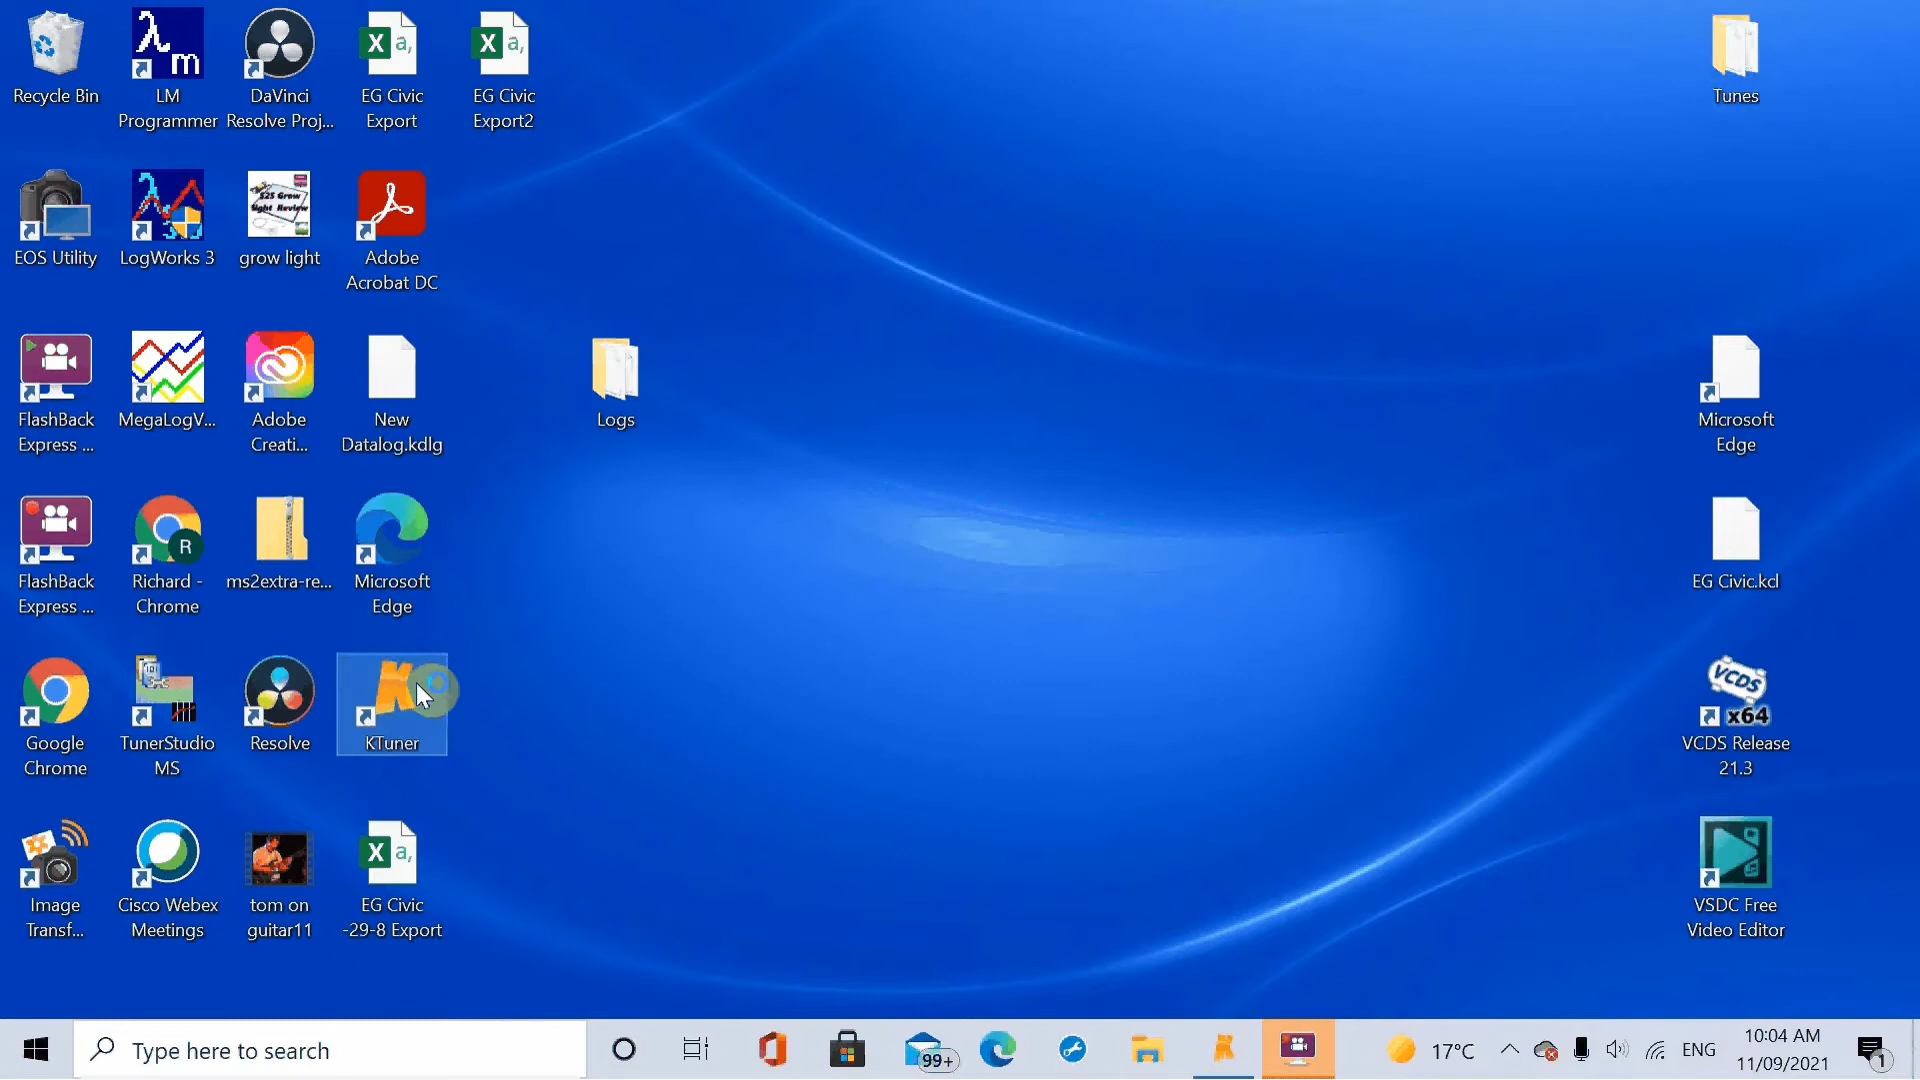 Recycle Bin
LM
Programmer
DaVinci
Resolve Proj...
EG Civic
Export
EG Civic
Export2
Tunes
EOS Utility
LogWorks 3
grow light
Adobe
Acrobat DC
FlashBack
Express ...
MegaLogV...
Adobe
Creati...
New
Datalog.kdlg
Logs
Microsoft
Edge
FlashBack
Express ...
R
Richard -
Chrome
ms2extra-re...
Microsoft
Edge
EG Civic.kcl
Google
Chrome
TunerStudio
MS
Resolve
KTuner
VCDS
x64
VCDS Release
21.3
Image
Transf...
Cisco Webex
Meetings
tom on
guitar11
EG Civic
-29-8 Export
VSDC Free
Video Editor
Type here to search
99+
17°C
ENG
10:04 AM
11/09/2021
1